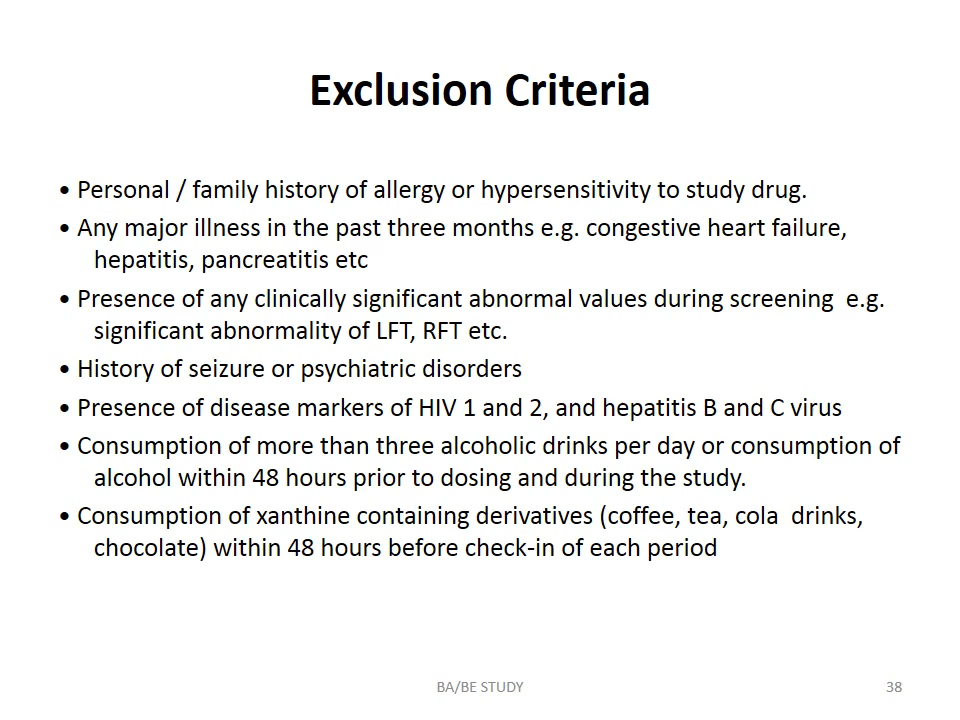 Exclusion Criteria
• Personal / family history of allergy or hypersensitivity to study drug.
• Any major illness in the past three months e.g. congestive heart failure,
hepatitis, pancreatitis etc
• Presence of any clinically significant abnormal values during screening  e.g.
significant abnormality of LFT, RFT etc.
• History of seizure or psychiatric disorders
• Presence of disease markers of HIV 1 and 2, and hepatitis B and C virus
• Consumption of more than three alcoholic drinks per day or consumption of
alcohol within 48 hours prior to dosing and during the study.
• Consumption of xanthine containing derivatives (coffee, tea, cola  drinks,
chocolate) within 48 hours before check-in of each period
BA/BE STUDY
38